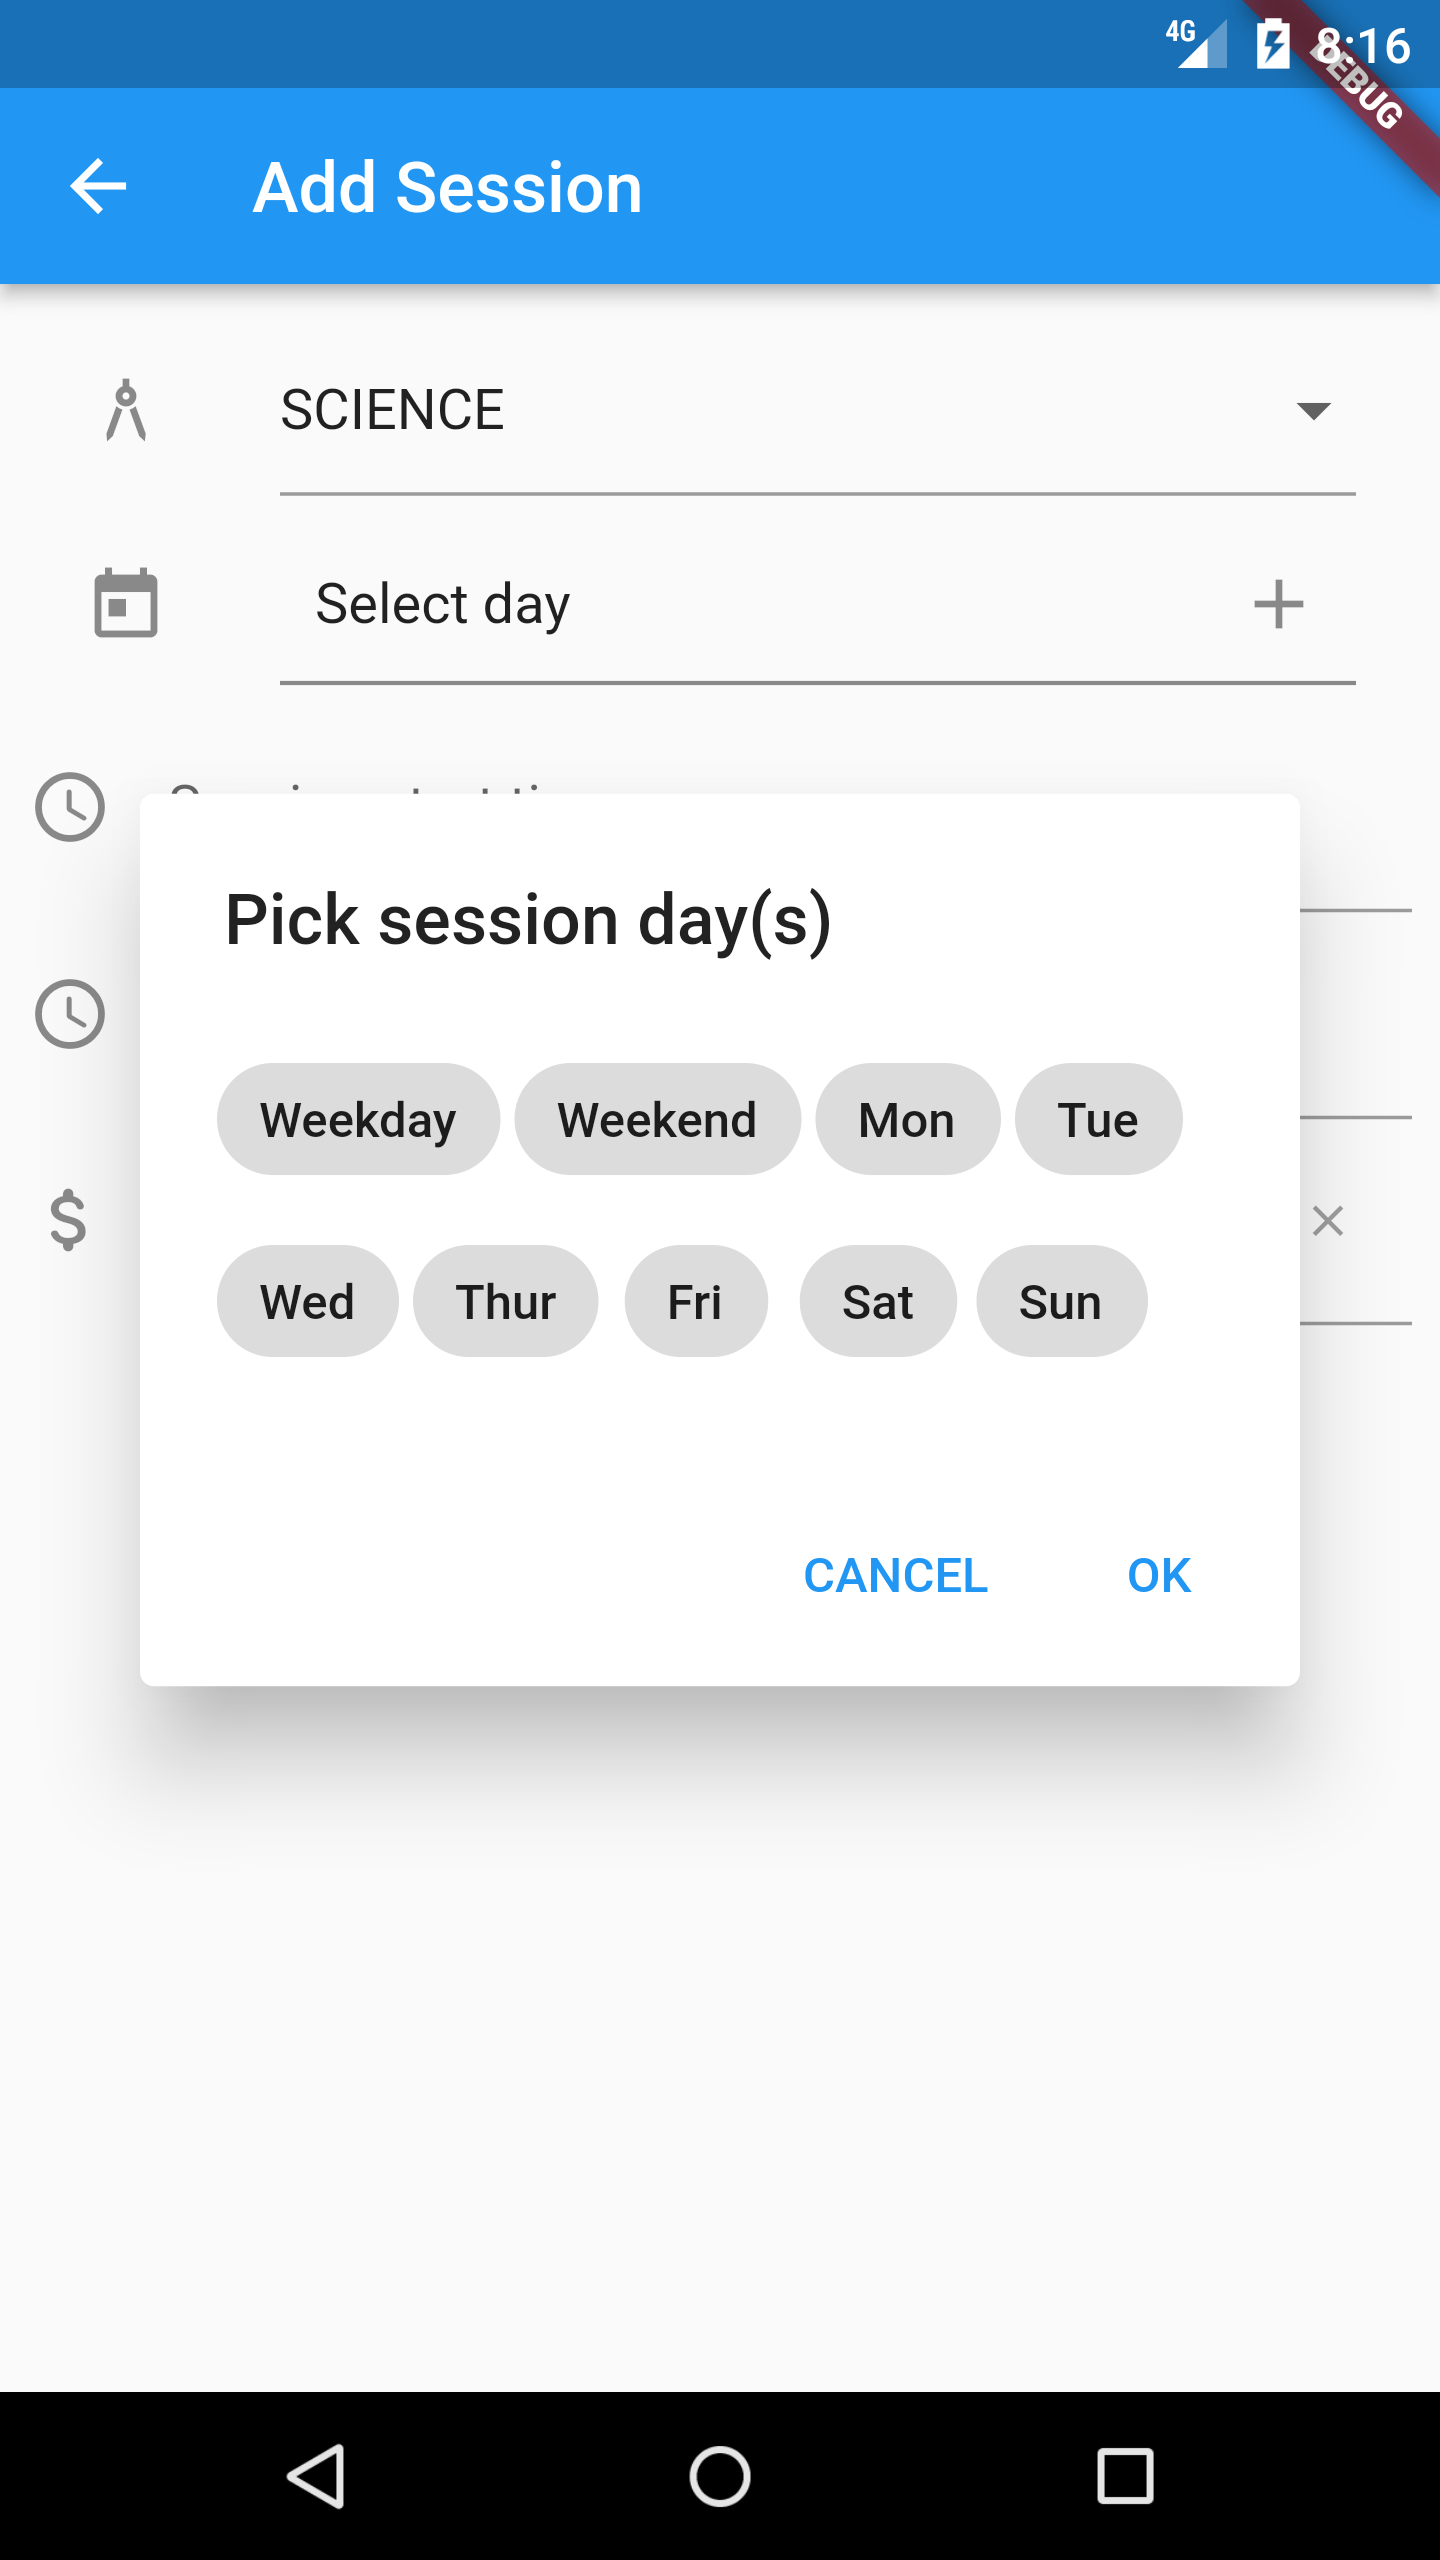 4G 8:16
DEBUG
Add Session
SCIENCE
Select day
Pick session day(s)
Weekday Weekend Mon Tue
Wed Thur Fri Sat Sun
CANCEL OK